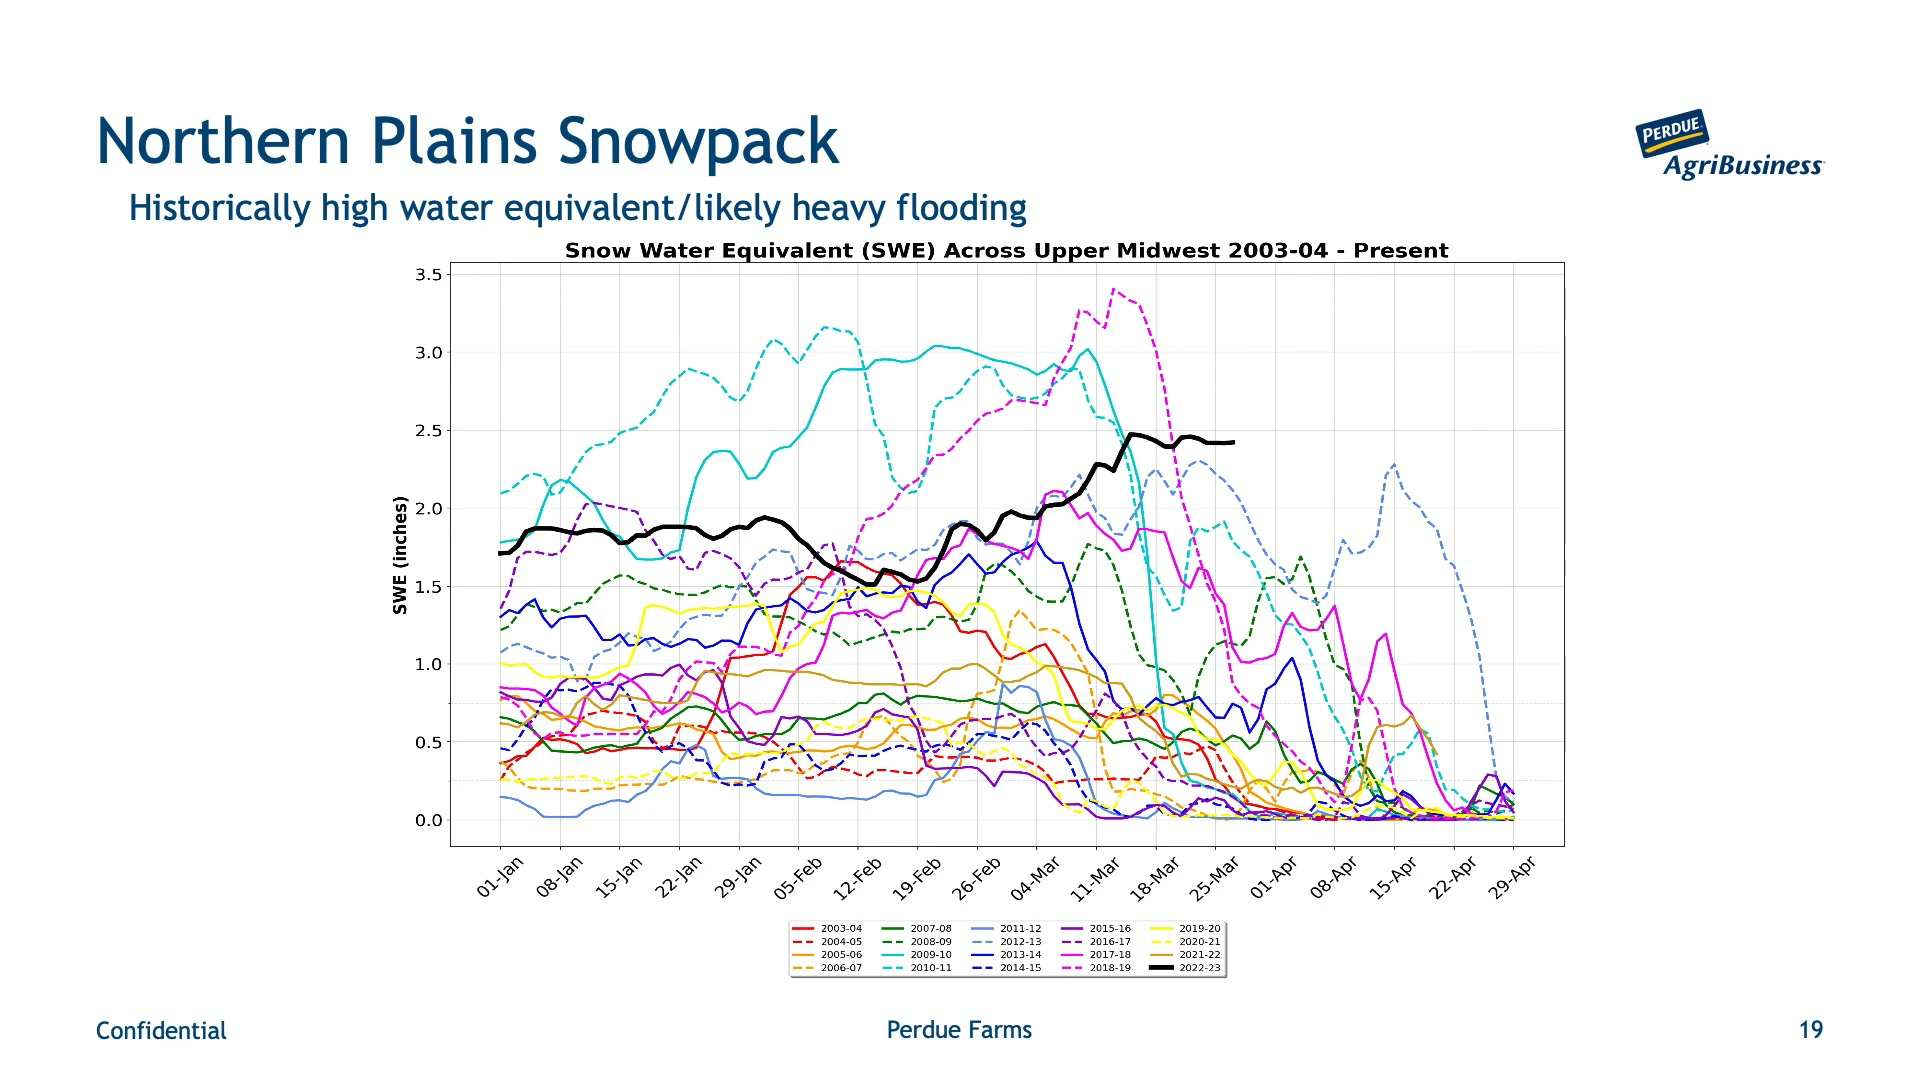 Northern Plains Snowpack
PERDUE
AgriBusiness
Historically high water equivalent/likely heavy flooding
Snow Water Equivalent (SWE) Across Upper Midwest 2003-04 - Present
SWE (inches)
3.5
3.0
2.5
2.0
1.5
1.0
0.5
0.0
01-Jan 08-Jan 15-Jan 22-Jan 29-Jan 05-Feb 12-Feb 19-Feb 26-Feb 04-Mar 11-Mar 18-Mar 25-Mar 01-Apr 08-Apr 15-Apr 22-Apr 29-Apr
2003-04 2007-08 2011-12 2015-16 2019-20
2004-05 2008-09 2012-13 2016-17 2020-21
2005-06 2009-10 2013-14 2017-18 2021-22
2006-07 2010-11 2014-15 2018-19 2022-23
Confidential Perdue Farms 19